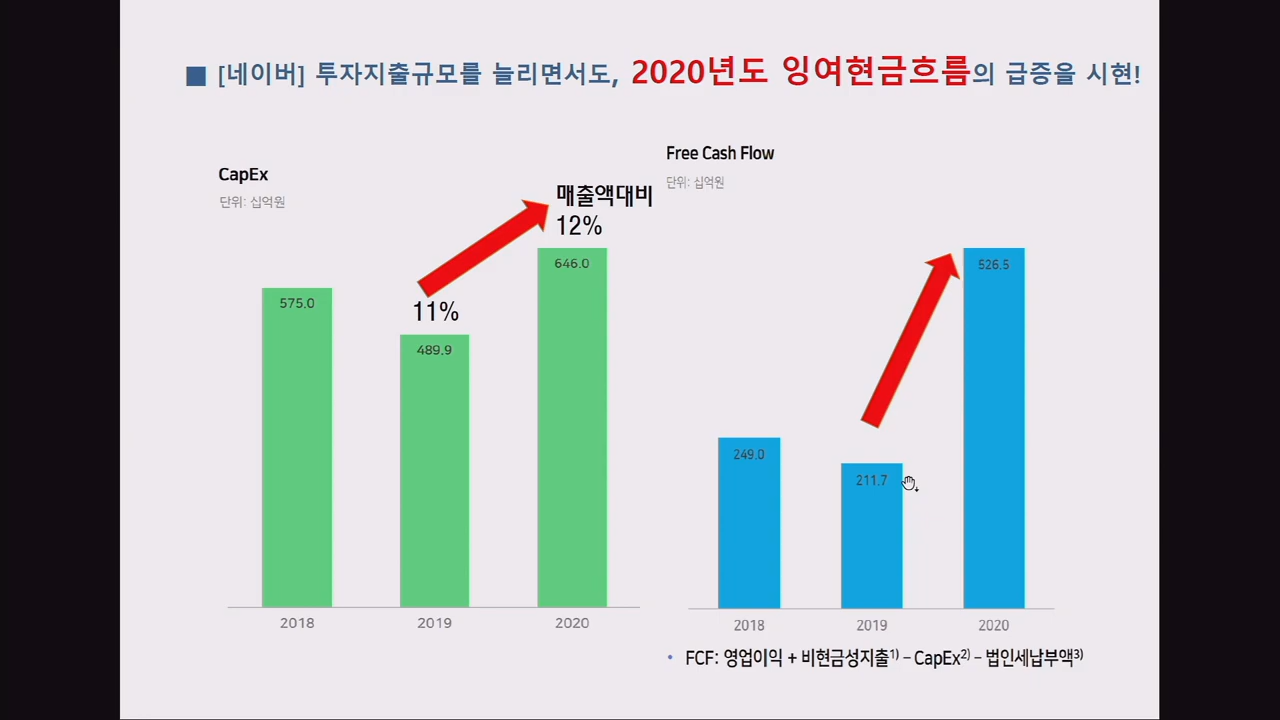 ■ [네이버] 투자지출규모를 늘리면서도, 2020년도 잉여현금흐름의 급증을 시현!
CapEx
단위: 십억원
매출액대비
12%
11%
575.0
489.9
646.0
2018
2019
2020
Free Cash Flow
단위: 십억원
249.0
211.7
526.5
2018
2019
2020
• FCF: 영업이익 + 비현금성지출1) – CapEx2) – 법인세납부액3)